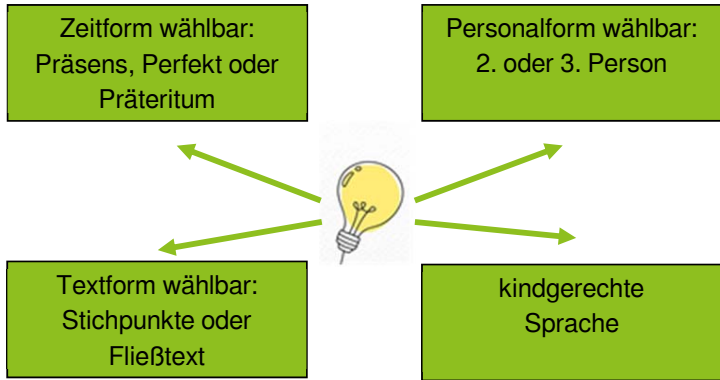 Zeitform wählbar:
Präsens, Perfekt oder
Präteritum
Personalform wählbar:
2. oder 3. Person
Textform wählbar:
Stichpunkte oder
Fließtext
kindgerechte
Sprache